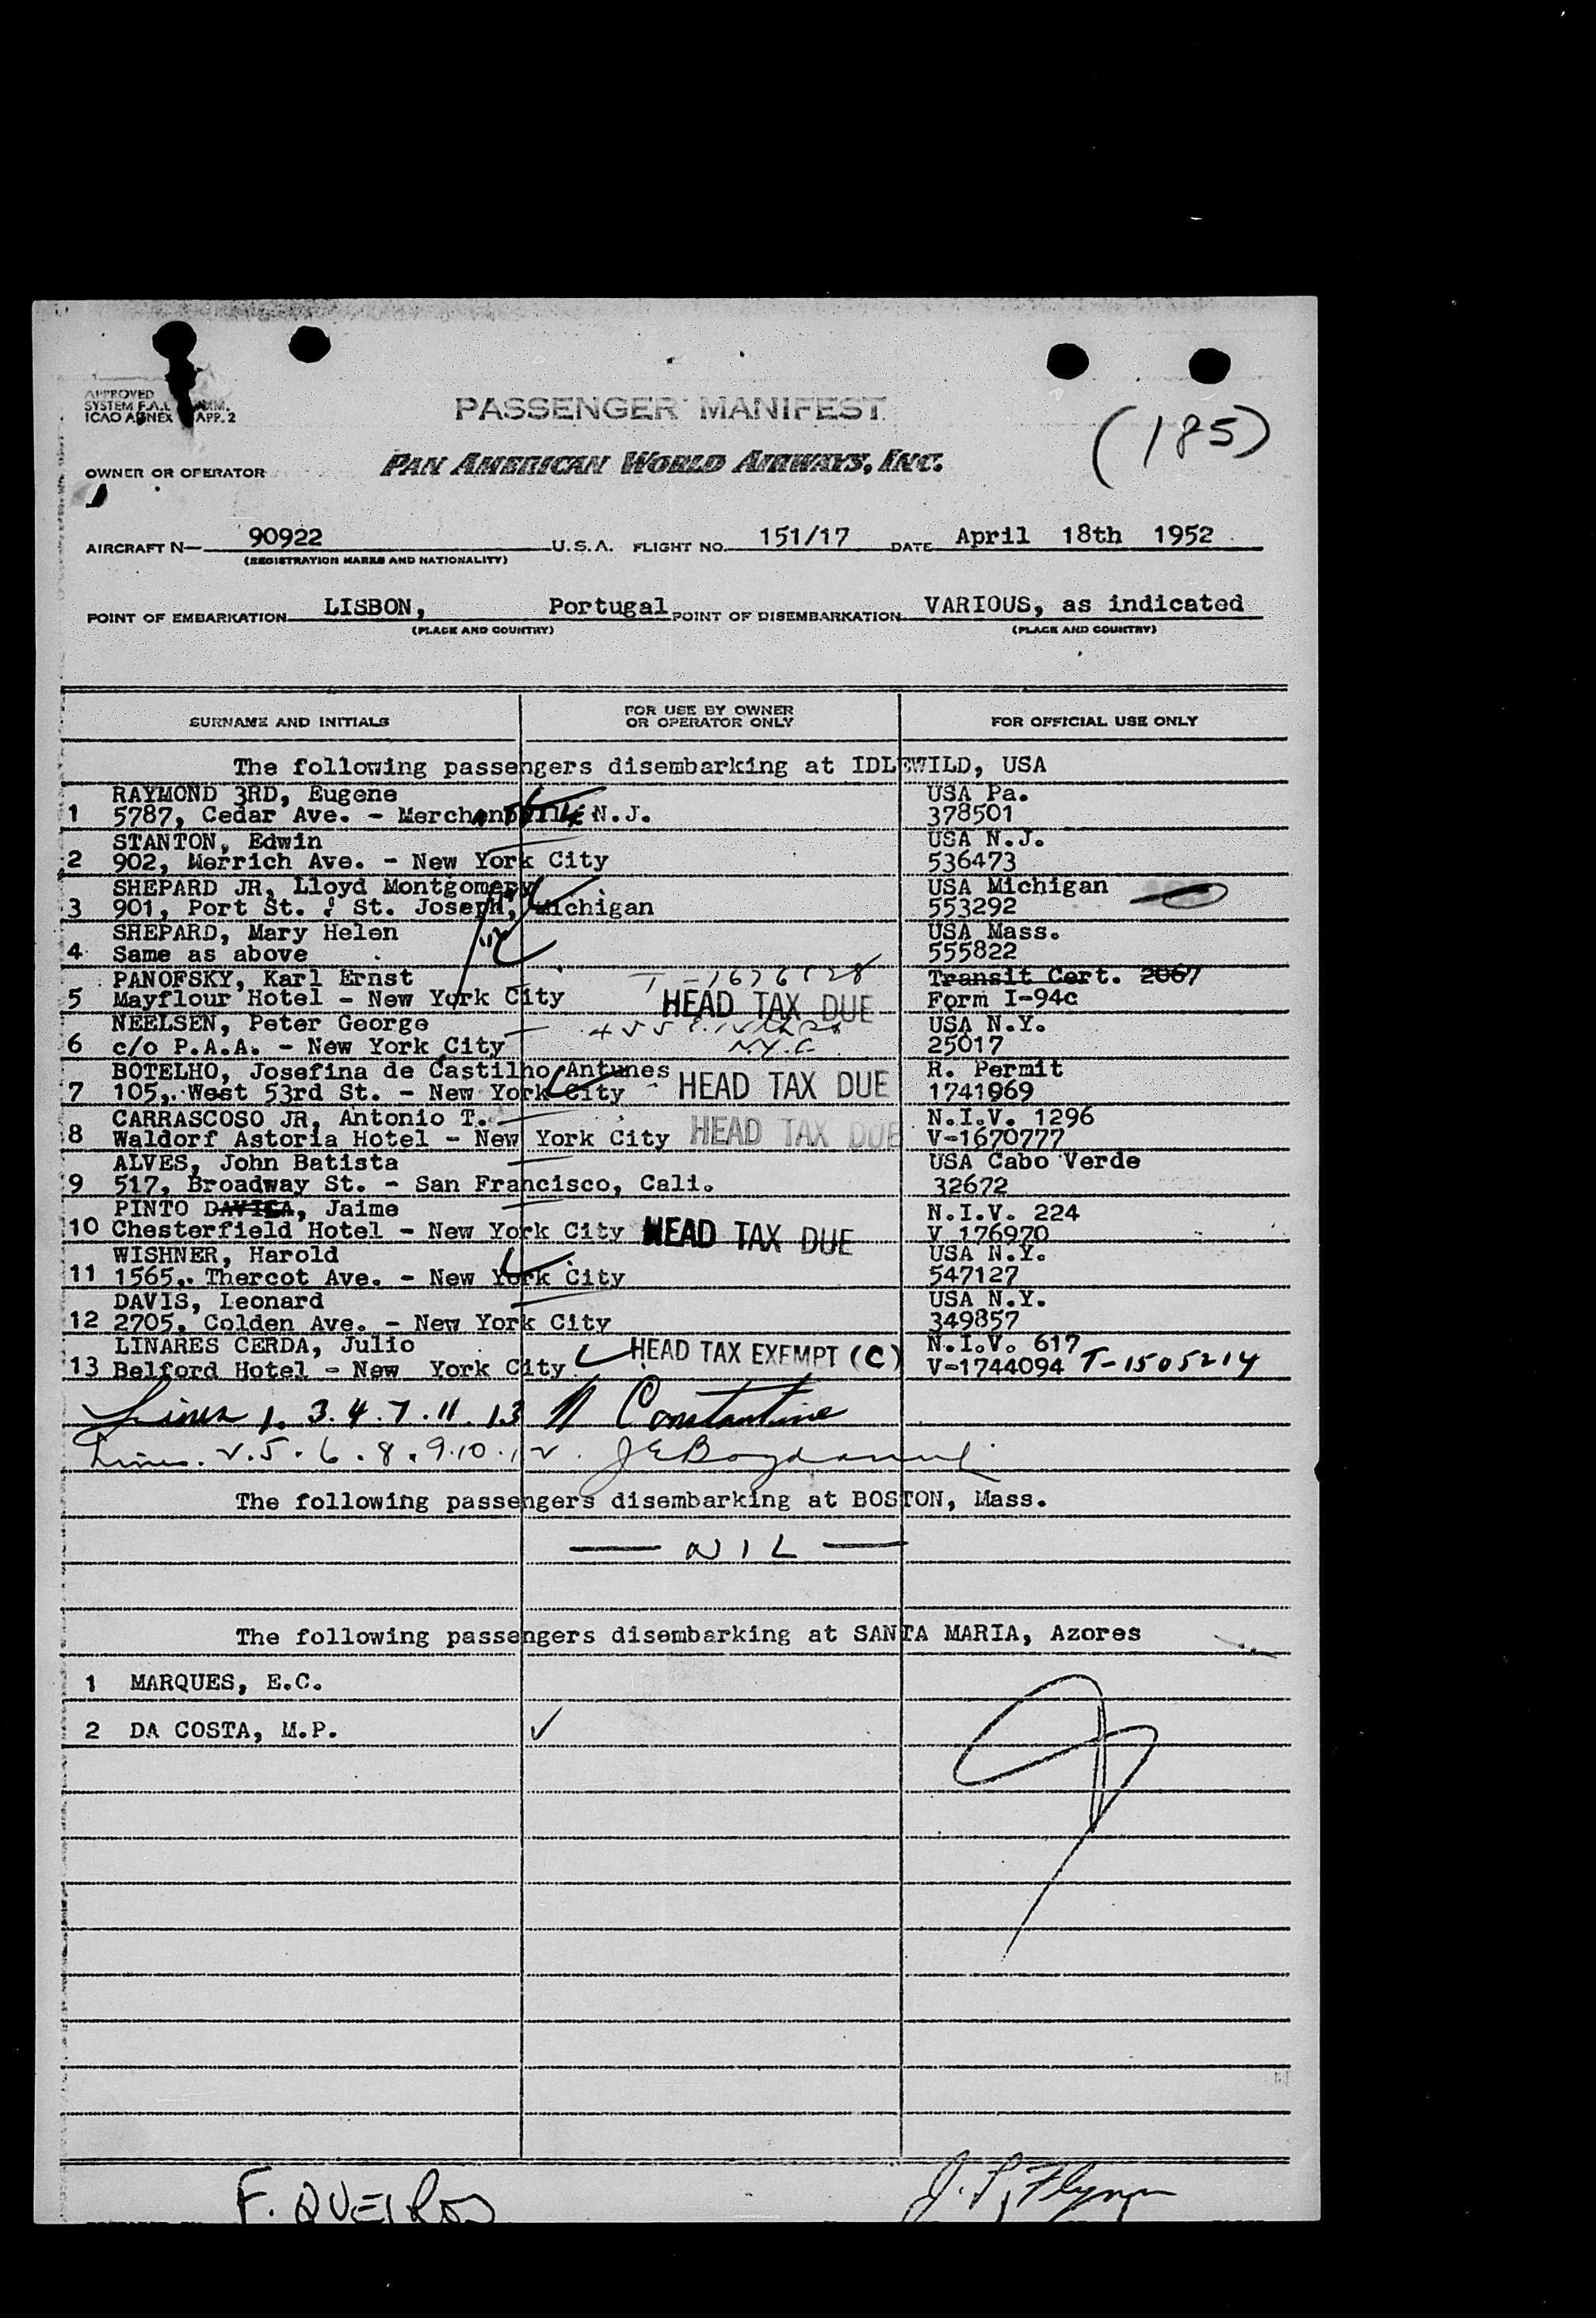 APPROVED
SYSTEM F.A.L
ICAO ANNEX APP. 2
PASSENGER MANIFEST
(185)
OWNER OR OPERATOR PAN AMERICAN WORLD AIRWAYS, INC.
AIRCRAFT N— 90922 U.S.A. FLIGHT NO. 151/17 DATE April 18th 1952
(REGISTRATION MARKS AND NATIONALITY)
POINT OF EMBARKATION LISBON, Portugal POINT OF DISEMBARKATION VARIOUS, as indicated
(PLACE AND COUNTRY) (PLACE AND COUNTRY)
SURNAME AND INITIALS FOR USE BY OWNER OR OPERATOR ONLY FOR OFFICIAL USE ONLY
The following passengers disembarking at IDLEWILD, USA
RAYMOND 3RD, Eugene USA Pa.
1 5787, Cedar Ave. - N.J. 378501
STANTON, Edwin USA N.J.
2 902, Merrich Ave. - New York City 536473
SHEPARD JR, Lloyd Montgomery USA Michigan
3 901, Port St. : St. Joseph, Michigan 553292
SHEPARD, Mary Helen USA Mass.
4 Same as above 555822
PANOFSKY, Karl Ernst Transit Cert. 2067
5 Mayflour Hotel - New York City HEAD TAX DUE Form I-94c
NEELSEN, Peter George USA N.Y.
6 c/o P.A.A. - New York City N.Y.C. 25017
BOTELHO, Josefina de Castilho Antunes R. Permit
7 105, West 53rd St. - New York City HEAD TAX DUE 1741969
CARRASCOSO JR, Antonio T. N.I.V. 1296
8 Waldorf Astoria Hotel - New York City HEAD TAX DUE V-1670777
ALVES, John Batista USA Cabo Verde
9 517, Broadway St. - San Francisco, Cali. 32672
PINTO DAVICA, Jaime N.I.V. 224
10 Chesterfield Hotel - New York City HEAD TAX DUE V 176970
WISHNER, Harold USA N.Y.
11 1565, Thercot Ave. - New York City 547127
DAVIS, Leonard USA N.Y.
12 2705, Colden Ave. - New York City 349857
LINARES CERDA, Julio HEAD TAX EXEMPT (C) N.I.V. 617
13 Belford Hotel - New York City V-1744094 T-1505214
Lines 1. 3. 4. 7. 11. 13 N Constantine
Lines. 2. 5. 6. 8. 9. 10. 12.
The following passengers disembarking at BOSTON, Mass.
— NIL —
The following passengers disembarking at SANTA MARIA, Azores
1 MARQUES, E.C.
2 DA COSTA, M.P.
F. QUEIROS J. P. Flynn